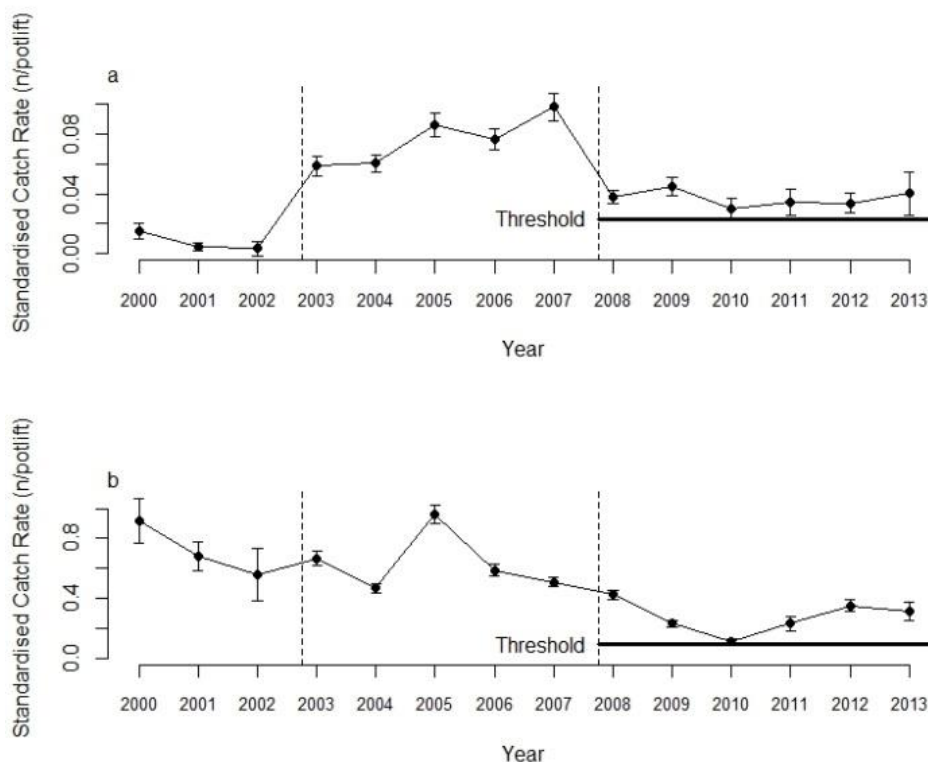 Standardised Catch Rate (n/potlift)
a
0.08
0.04
0.00
Threshold
2000 2001 2002 2003 2004 2005 2006 2007 2008 2009 2010 2011 2012 2013
Year
Standardised Catch Rate (n/potlift)
b
0.8
0.4
0.0
Threshold
2000 2001 2002 2003 2004 2005 2006 2007 2008 2009 2010 2011 2012 2013
Year